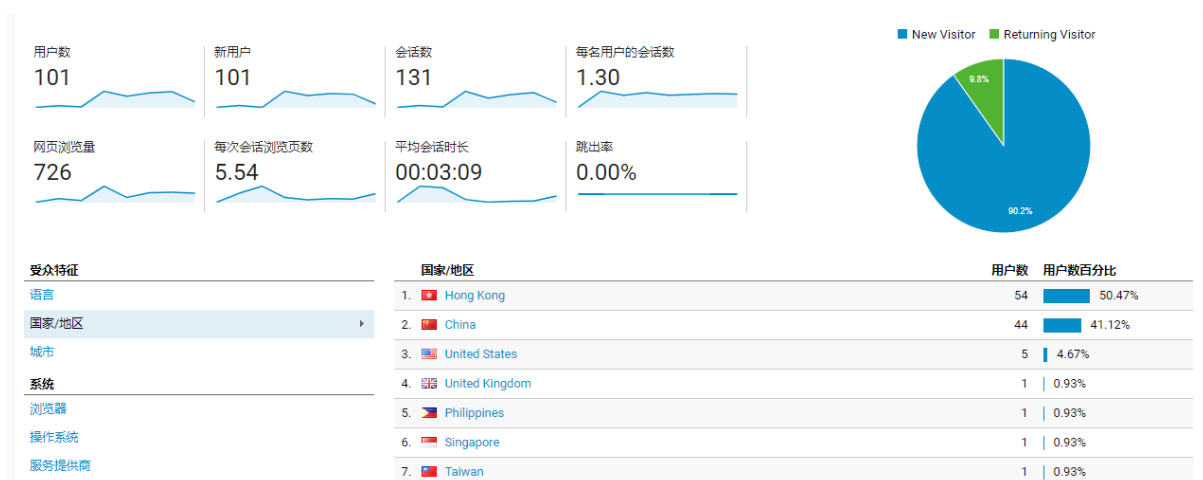 New Visitor Returning Visitor
用户数 新用户 会话数 每名用户的会话数
101 101 131 1.30
9.8%
网页浏览量 每次会话浏览页数 平均会话时长 跳出率
726 5.54 00:03:09 0.00%
90.2%
受众特征
语言
国家/地区
城市
系统
浏览器
操作系统
服务提供商
国家/地区 用户数 用户数百分比
1. Hong Kong 54 50.47%
2. China 44 41.12%
3. United States 5 4.67%
4. United Kingdom 1 0.93%
5. Philippines 1 0.93%
6. Singapore 1 0.93%
7. Taiwan 1 0.93%